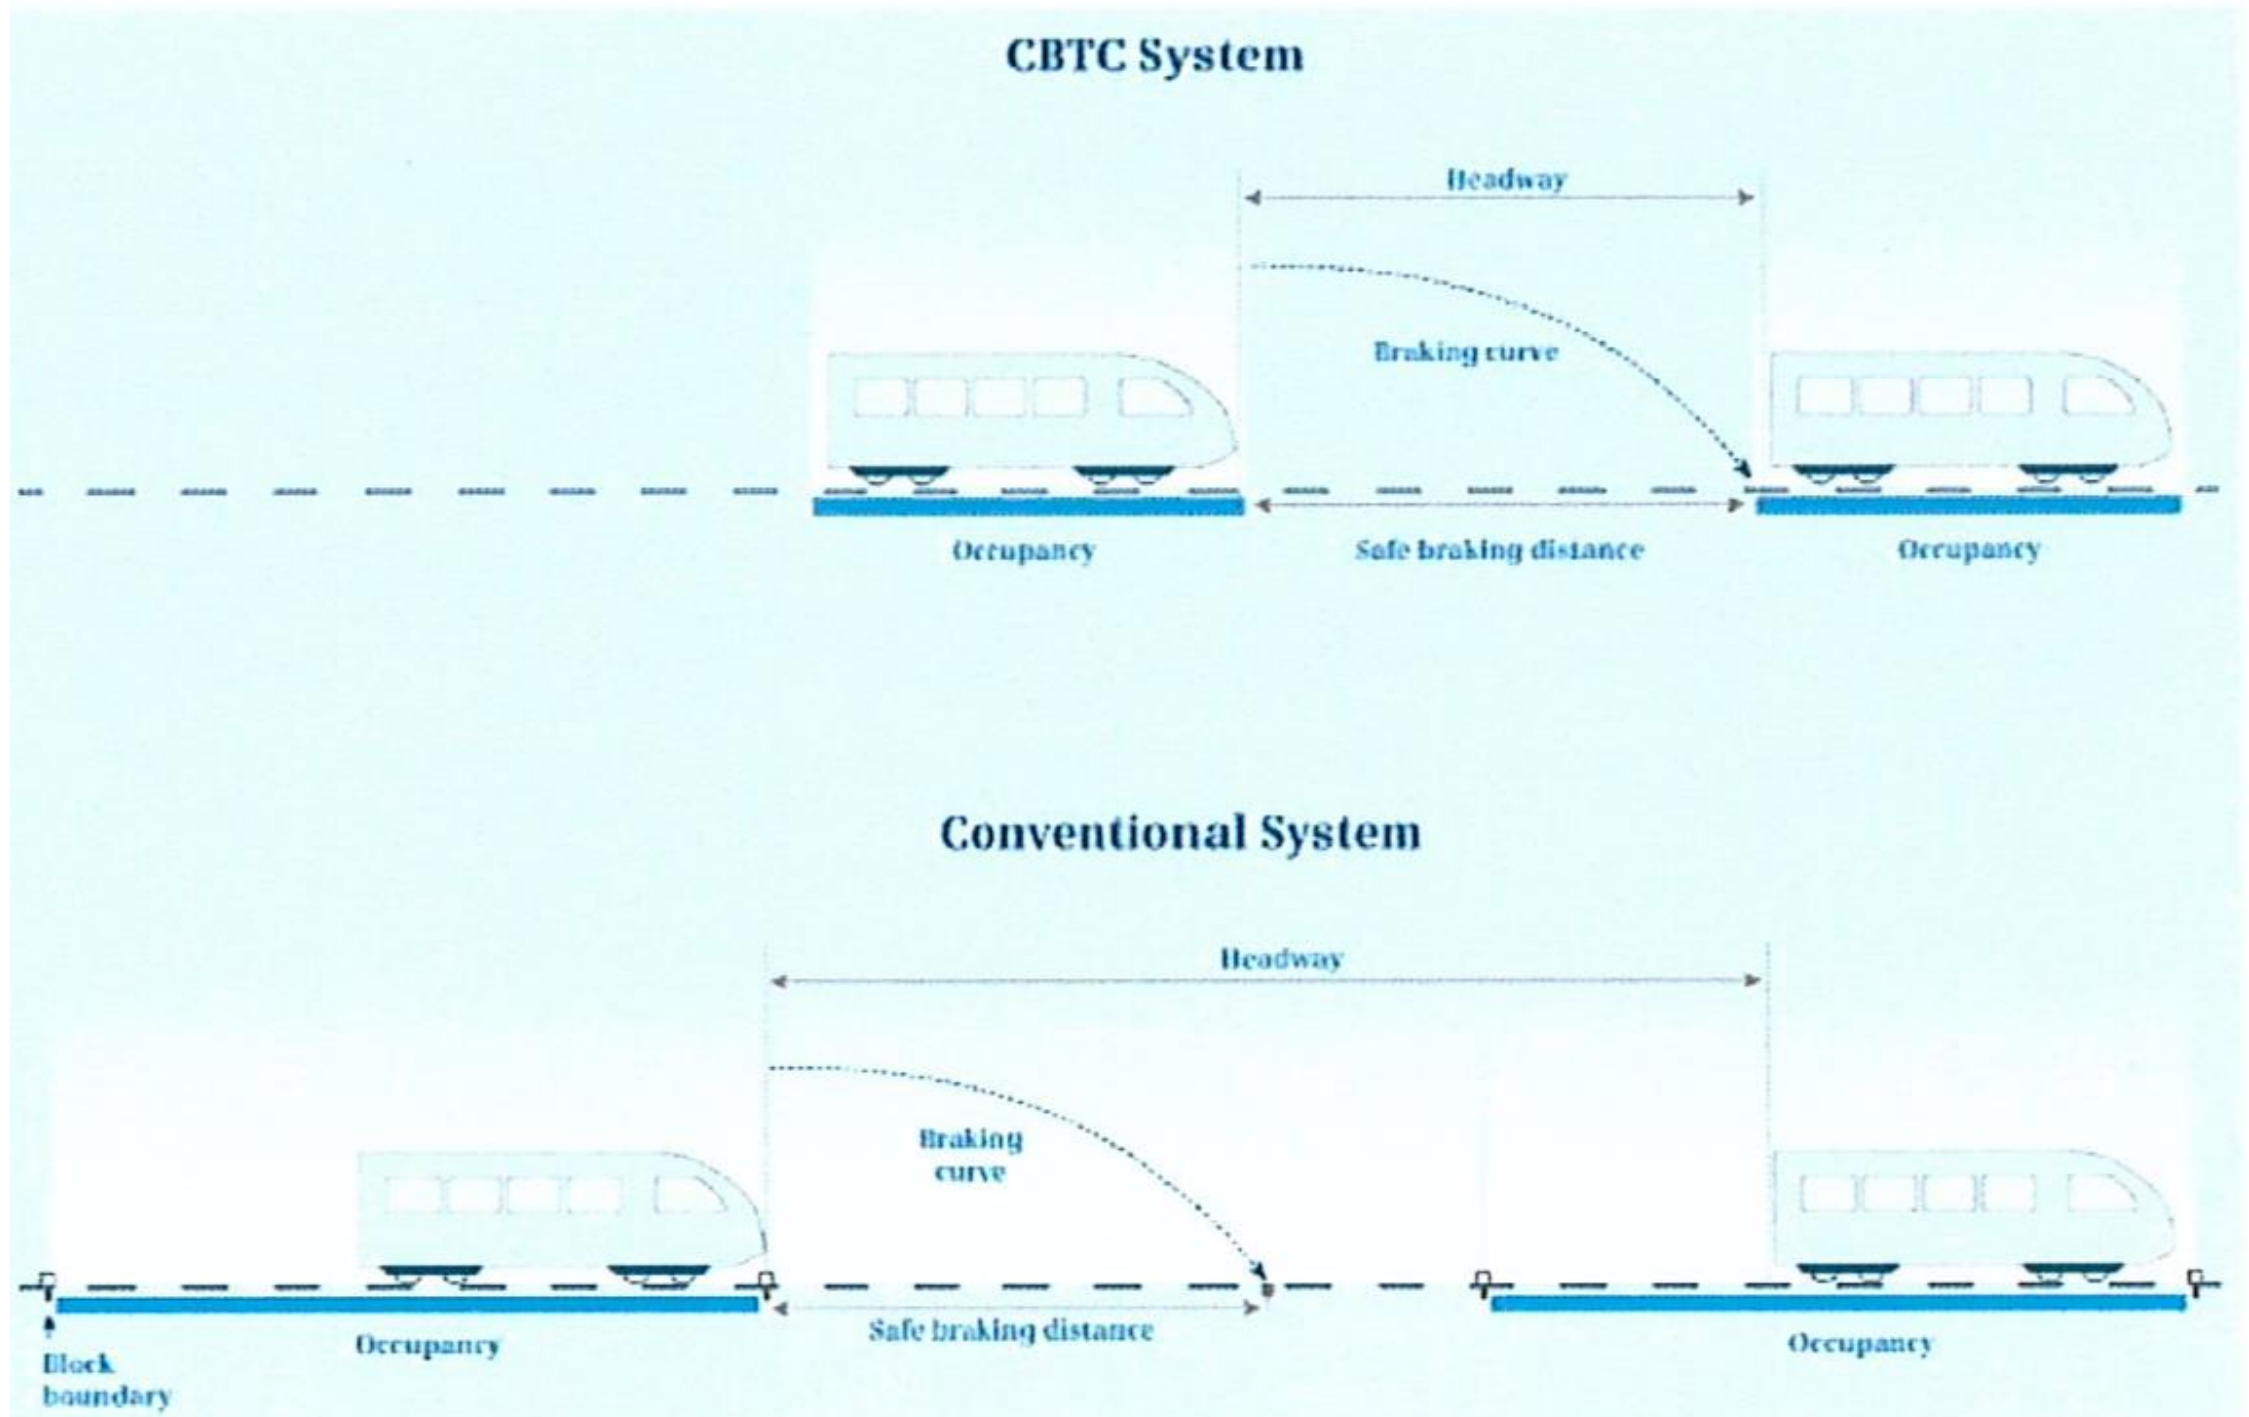 CBTC System
Headway
Braking curve
Occupancy
Safe braking distance
Occupancy
Conventional System
Headway
Braking
curve
Safe braking distance
Occupancy
Occupancy
Block
boundary